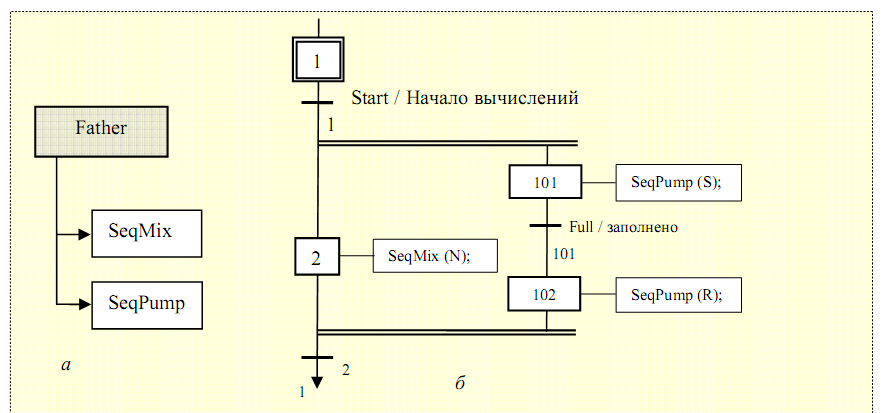 1
Start / Начало вычислений
1
Father
101
SeqPump (S);
SeqMix
Full / заполнено
101
2
SeqMix (N);
SeqPump
102
SeqPump (R);
а
2
1
б